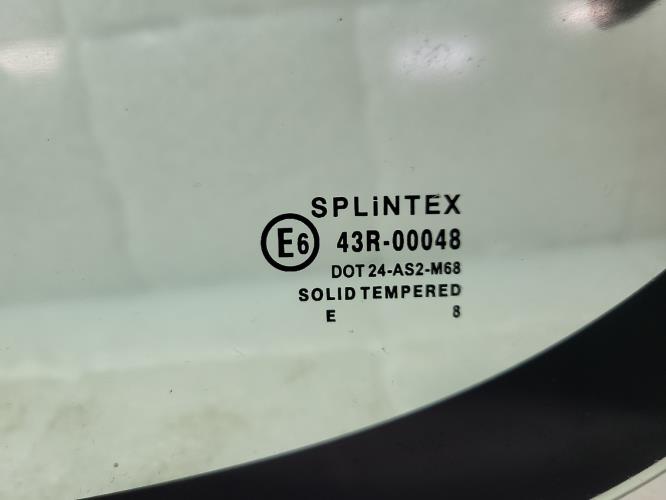 SPLiNTEX
E6 43R-00048
DOT 24-AS2-M68
SOLID TEMPERED
E 8